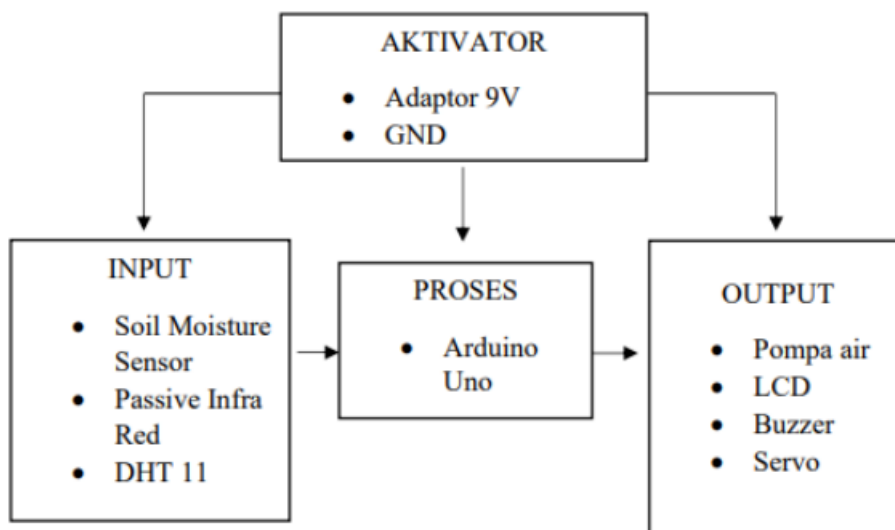 AKTIVATOR
• Adaptor 9V
• GND
INPUT
• Soil Moisture
Sensor
• Passive Infra
Red
• DHT 11
PROSES
• Arduino
Uno
OUTPUT
• Pompa air
• LCD
• Buzzer
• Servo